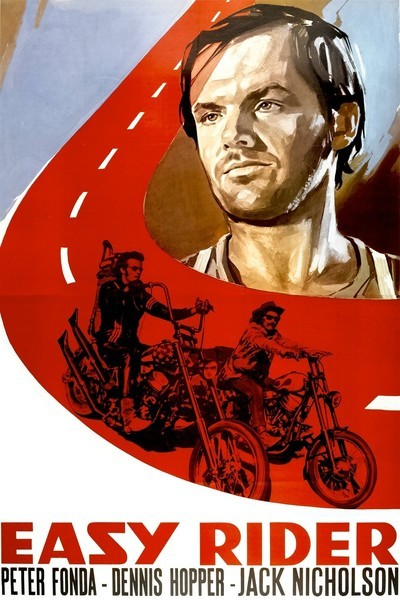 EASY RIDER
PETER FONDA - DENNIS HOPPER - JACK NICHOLSON